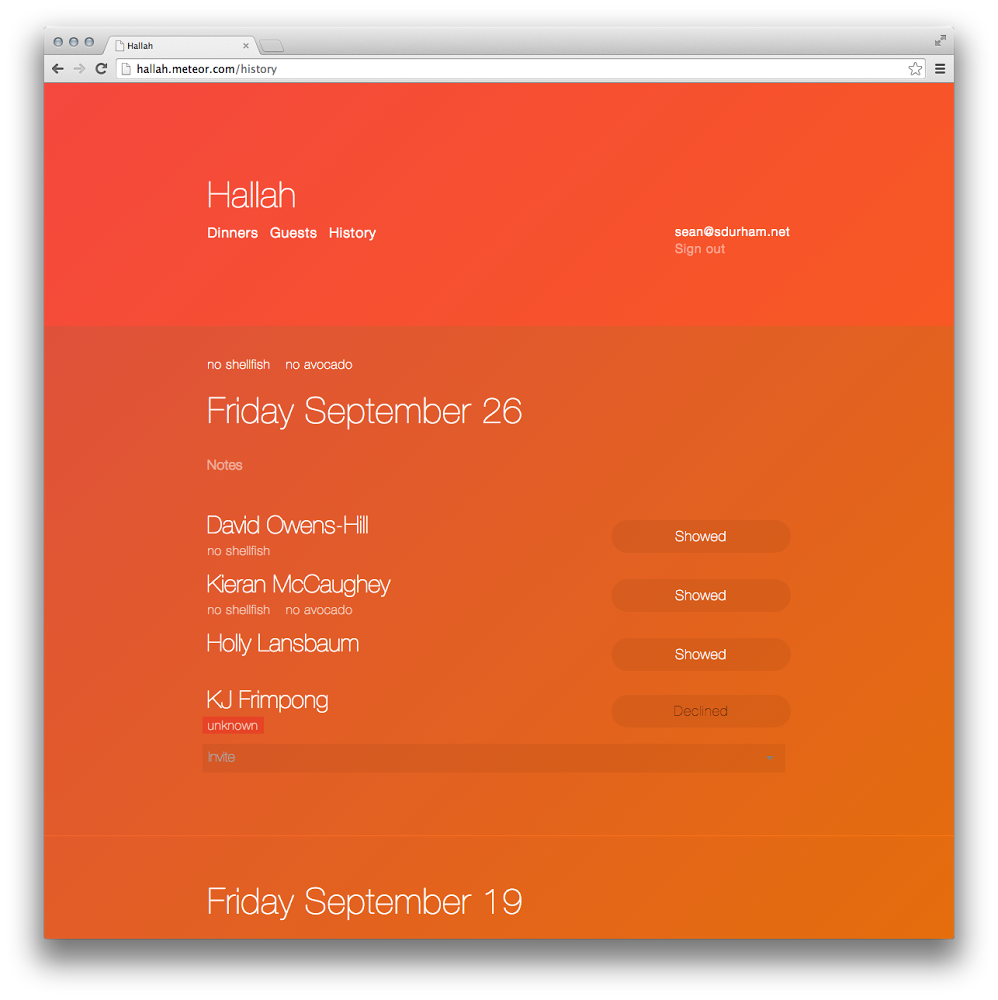 Hallah
hallah.meteor.com/history
Hallah
Dinners Guests History
sean@sdurham.net
Sign out
no shellfish no avocado
Friday September 26
Notes
David Owens-Hill
no shellfish
Showed
Kieran McCaughey
no shellfish no avocado
Showed
Holly Lansbaum
Showed
KJ Frimpong
unknown
Declined
Invite
Friday September 19